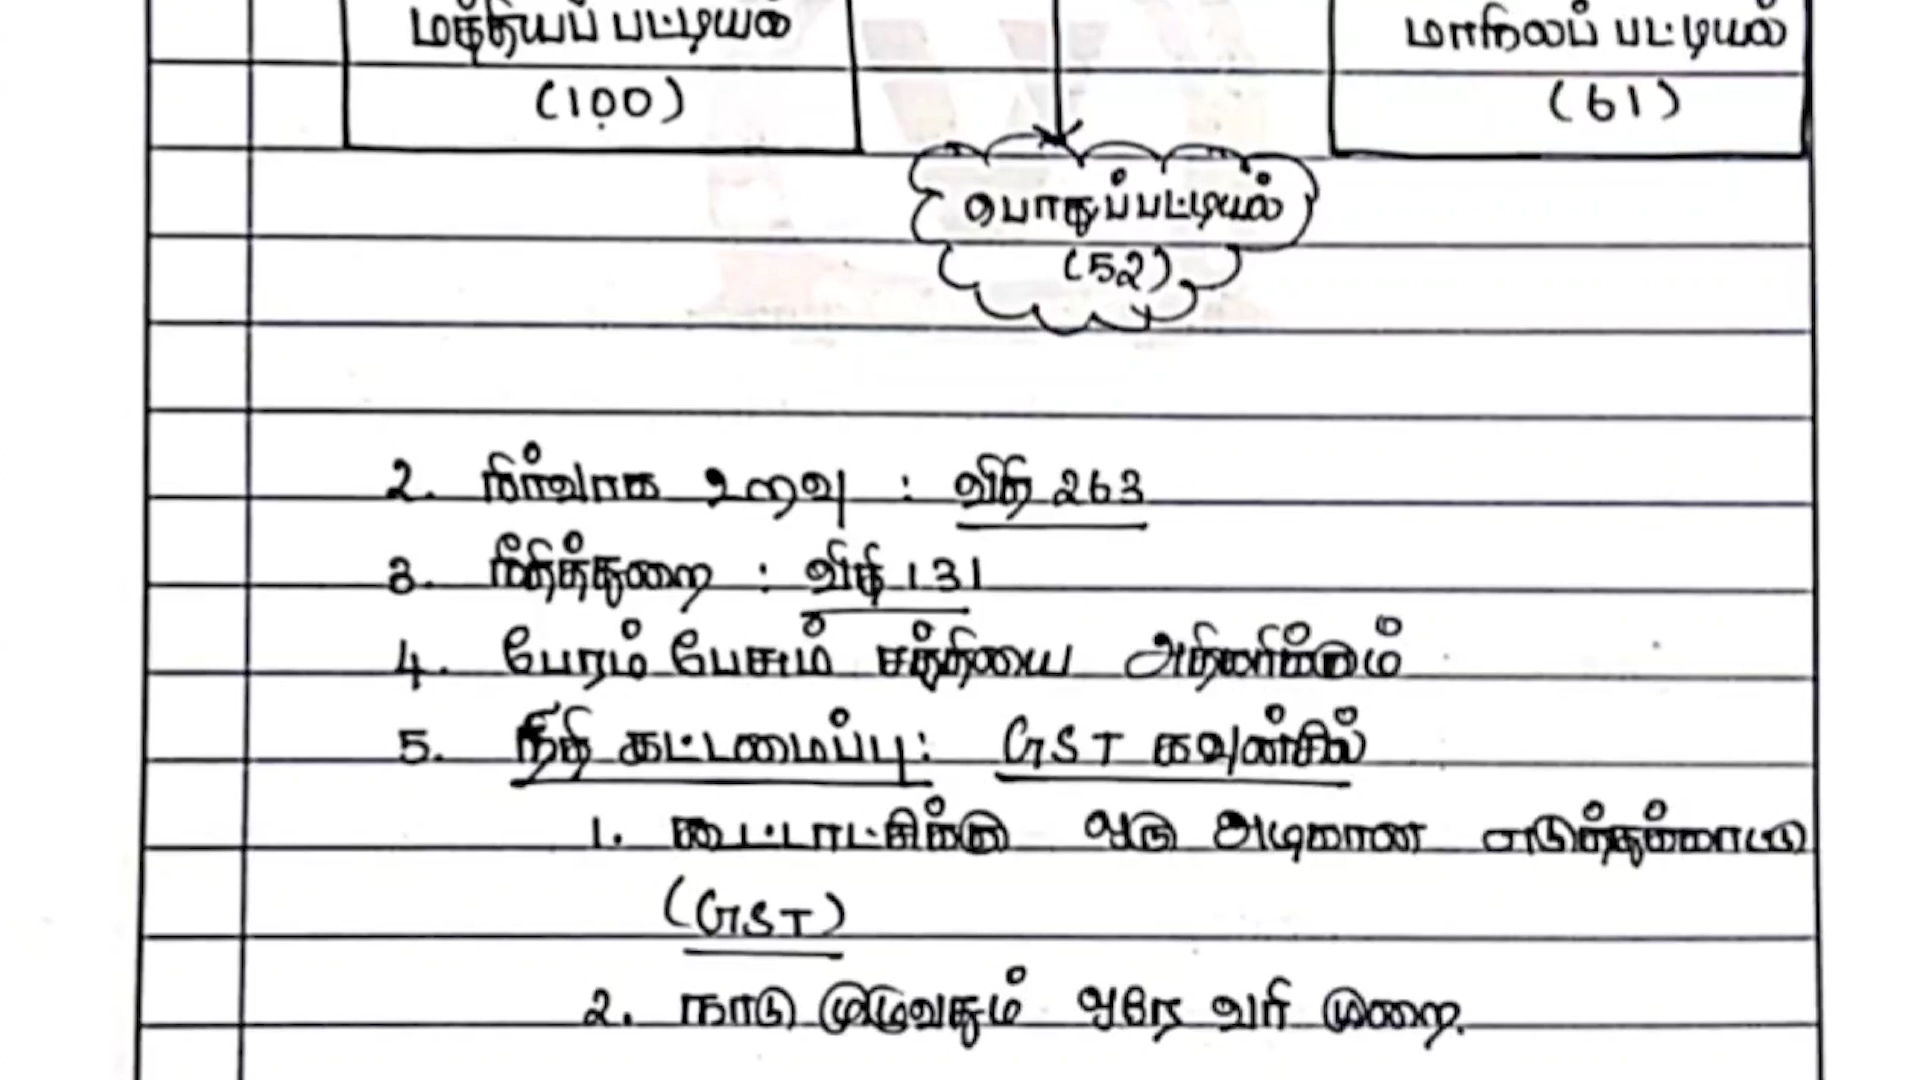 மத்தியப் பட்டியல்
(100)
மாநிலப் பட்டியல்
(61)
பொதுப்பட்டியல்
(52)
2. நிர்வாக உறவு : விதி 263
3. நீதித்துறை : விதி 131
4. பேரம் பேசும் சக்தியை அதிகரிக்கும்
5. நிதி கட்டமைப்பு : GST கவுன்சில்
1. கூட்டாட்சிக்கு ஒரு அடிகோலான எடுத்துக்காட்டு
(GST)
2. நாடு முழுவதும் ஒரே வரி முறை.